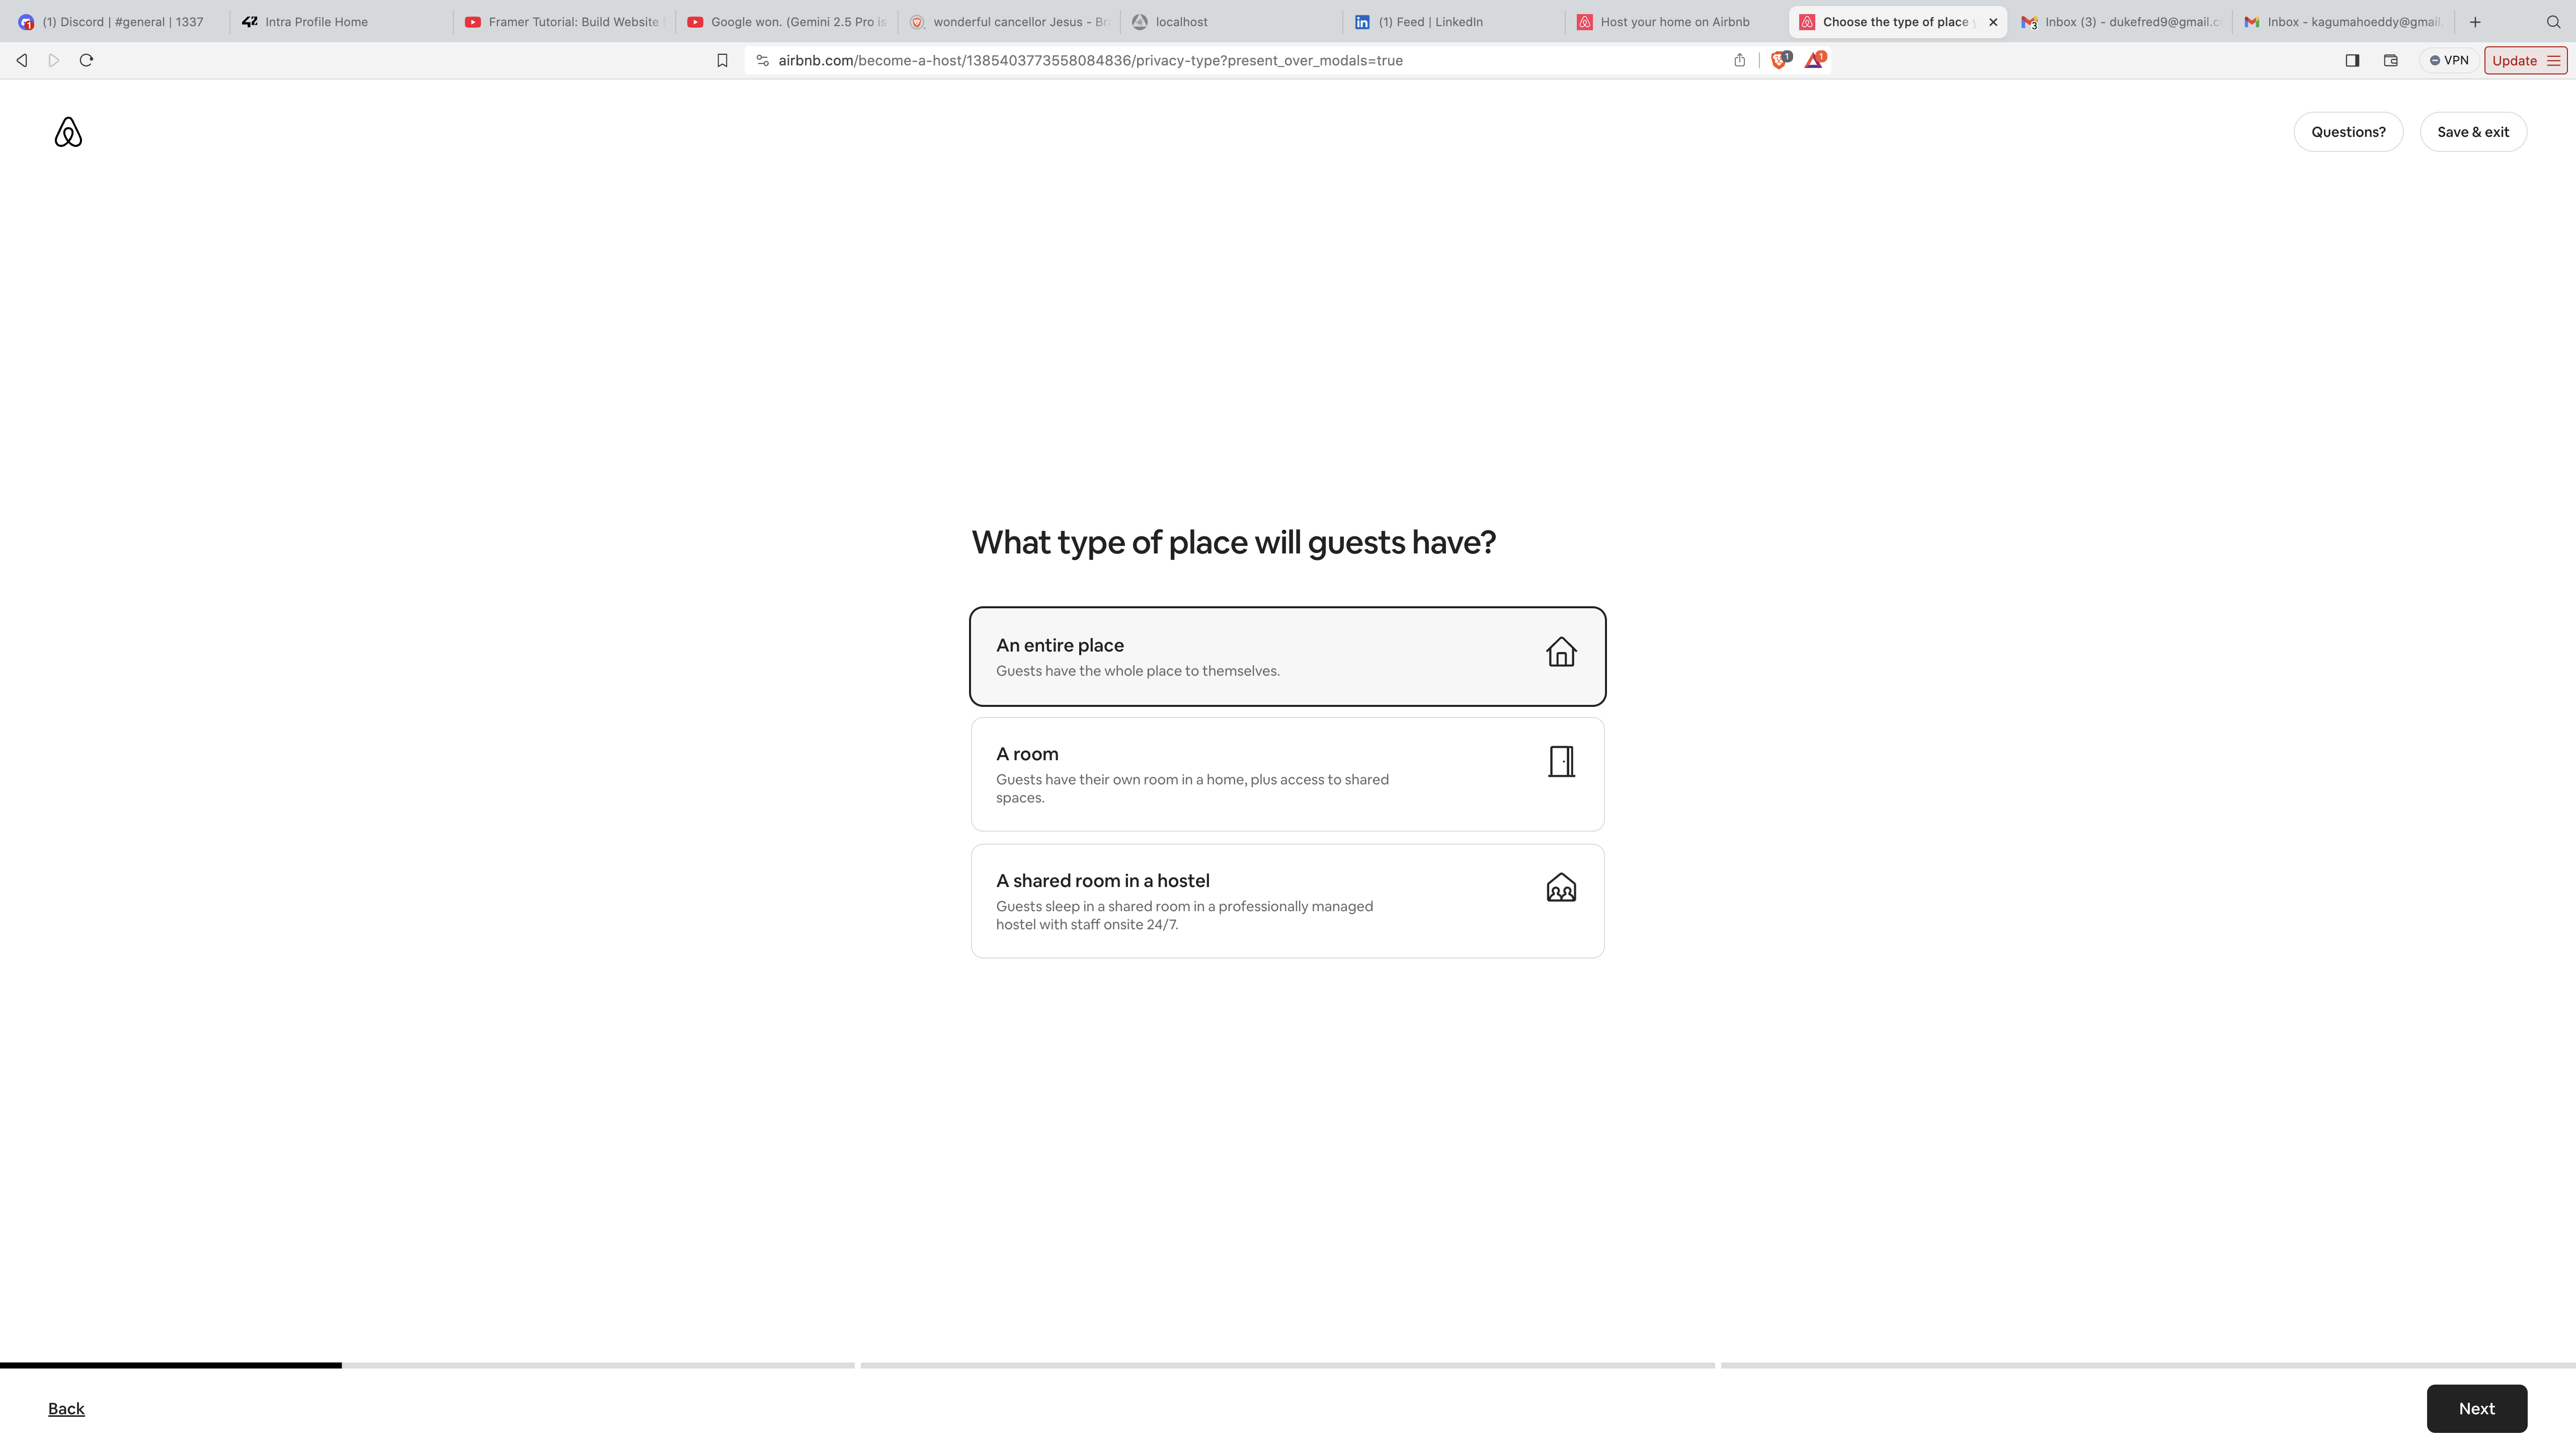 (1) Discord | #general | 1337
42 Intra Profile Home
Framer Tutorial: Build Website
Google won. (Gemini 2.5 Pro is
wonderful cancellor Jesus - Bra
localhost
(1) Feed | LinkedIn
Host your home on Airbnb
Choose the type of place
Inbox (3) - dukefred9@gmail.c
Inbox - kagumahoeddy@gmail.
airbnb.com/become-a-host/1385403773558084836/privacy-type?present_over_modals=true
1
1
VPN
Update
Questions?
Save & exit
What type of place will guests have?
An entire place
Guests have the whole place to themselves.
A room
Guests have their own room in a home, plus access to shared
spaces.
A shared room in a hostel
Guests sleep in a shared room in a professionally managed
hostel with staff onsite 24/7.
Back
Next